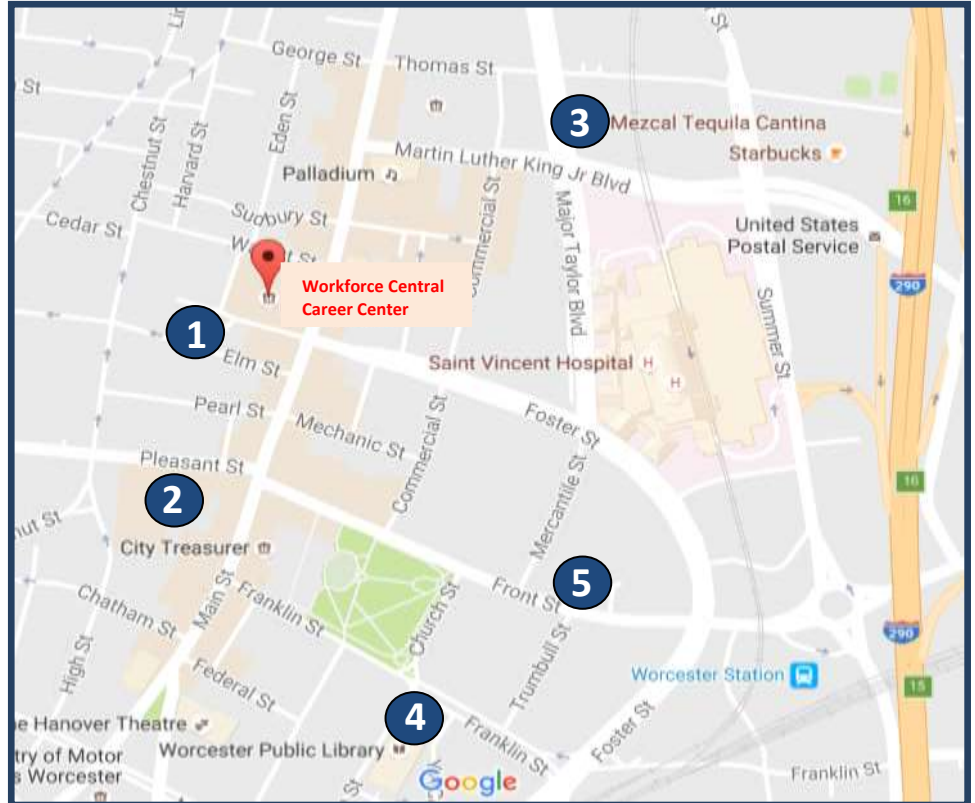 George St
Thomas St
St
Eden St
Harvard St
Chestnut St
3
Mezcal Tequila Cantina
Starbucks
Martin Luther King Jr Blvd
Palladium
16
Sudbury St
Cedar St
Commercial St
Major Taylor Blvd
United States
Postal Service
290
Workforce Central
Career Center
Summer St
1
Elm St
Saint Vincent Hospital
H
H
Pearl St
Mechanic St
Foster St
Commercial St
Pleasant St
Mercantile St
16
2
City Treasurer
5
Front St
Chatham St
Main St
Franklin St
Church St
Trumbull St
290
High St
Federal St
Worcester Station
15
4
Hanover Theatre
Worcester Public Library
Franklin St
Foster St
try of Motor
s Worcester
Google
Franklin St